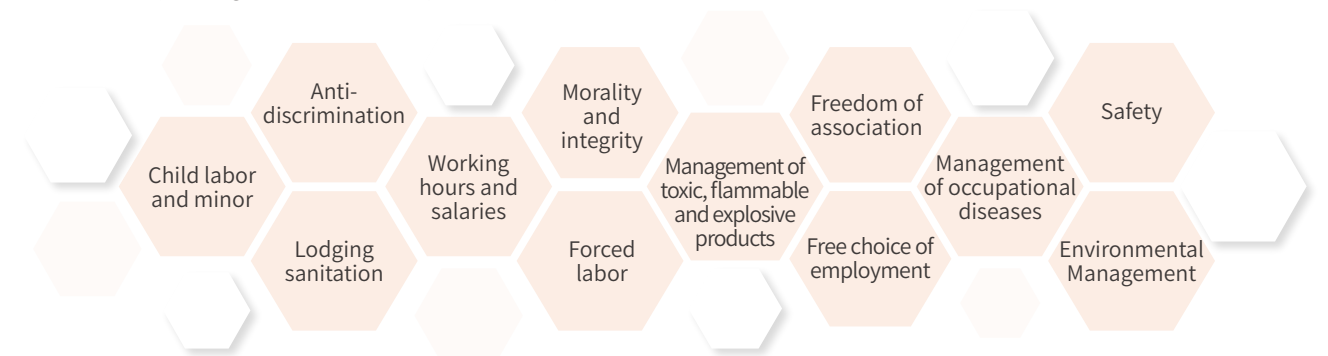 Child labor
and minor
Anti-
discrimination
Lodging
sanitation
Working
hours and
salaries
Morality
and
integrity
Forced
labor
Management of
toxic, flammable
and explosive
products
Freedom of
association
Free choice of
employment
Management
of occupational
diseases
Safety
Environmental
Management